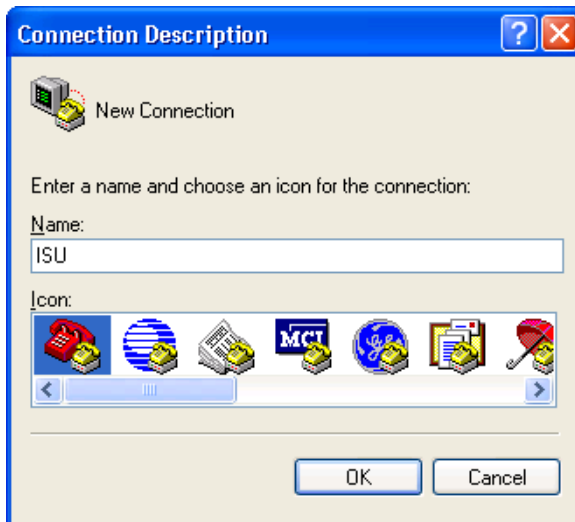 Connection Description
New Connection
Enter a name and choose an icon for the connection:
Name:
ISU
Icon:
MCI
OK
Cancel